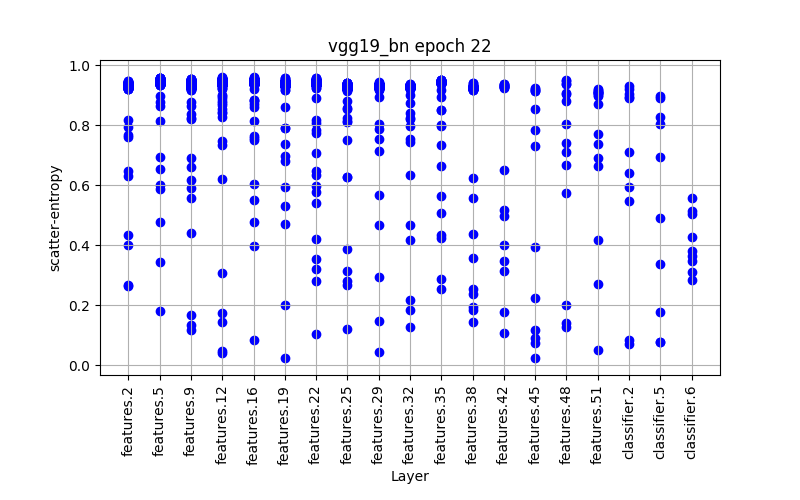 vgg19_bn epoch 22
scatter-entropy
1.0
0.8
0.6
0.4
0.2
0.0
features.2
features.5
features.9
features.12
features.16
features.19
features.22
features.25
features.29
features.32
features.35
features.38
features.42
features.45
features.48
features.51
classifier.2
classifier.5
classifier.6
Layer